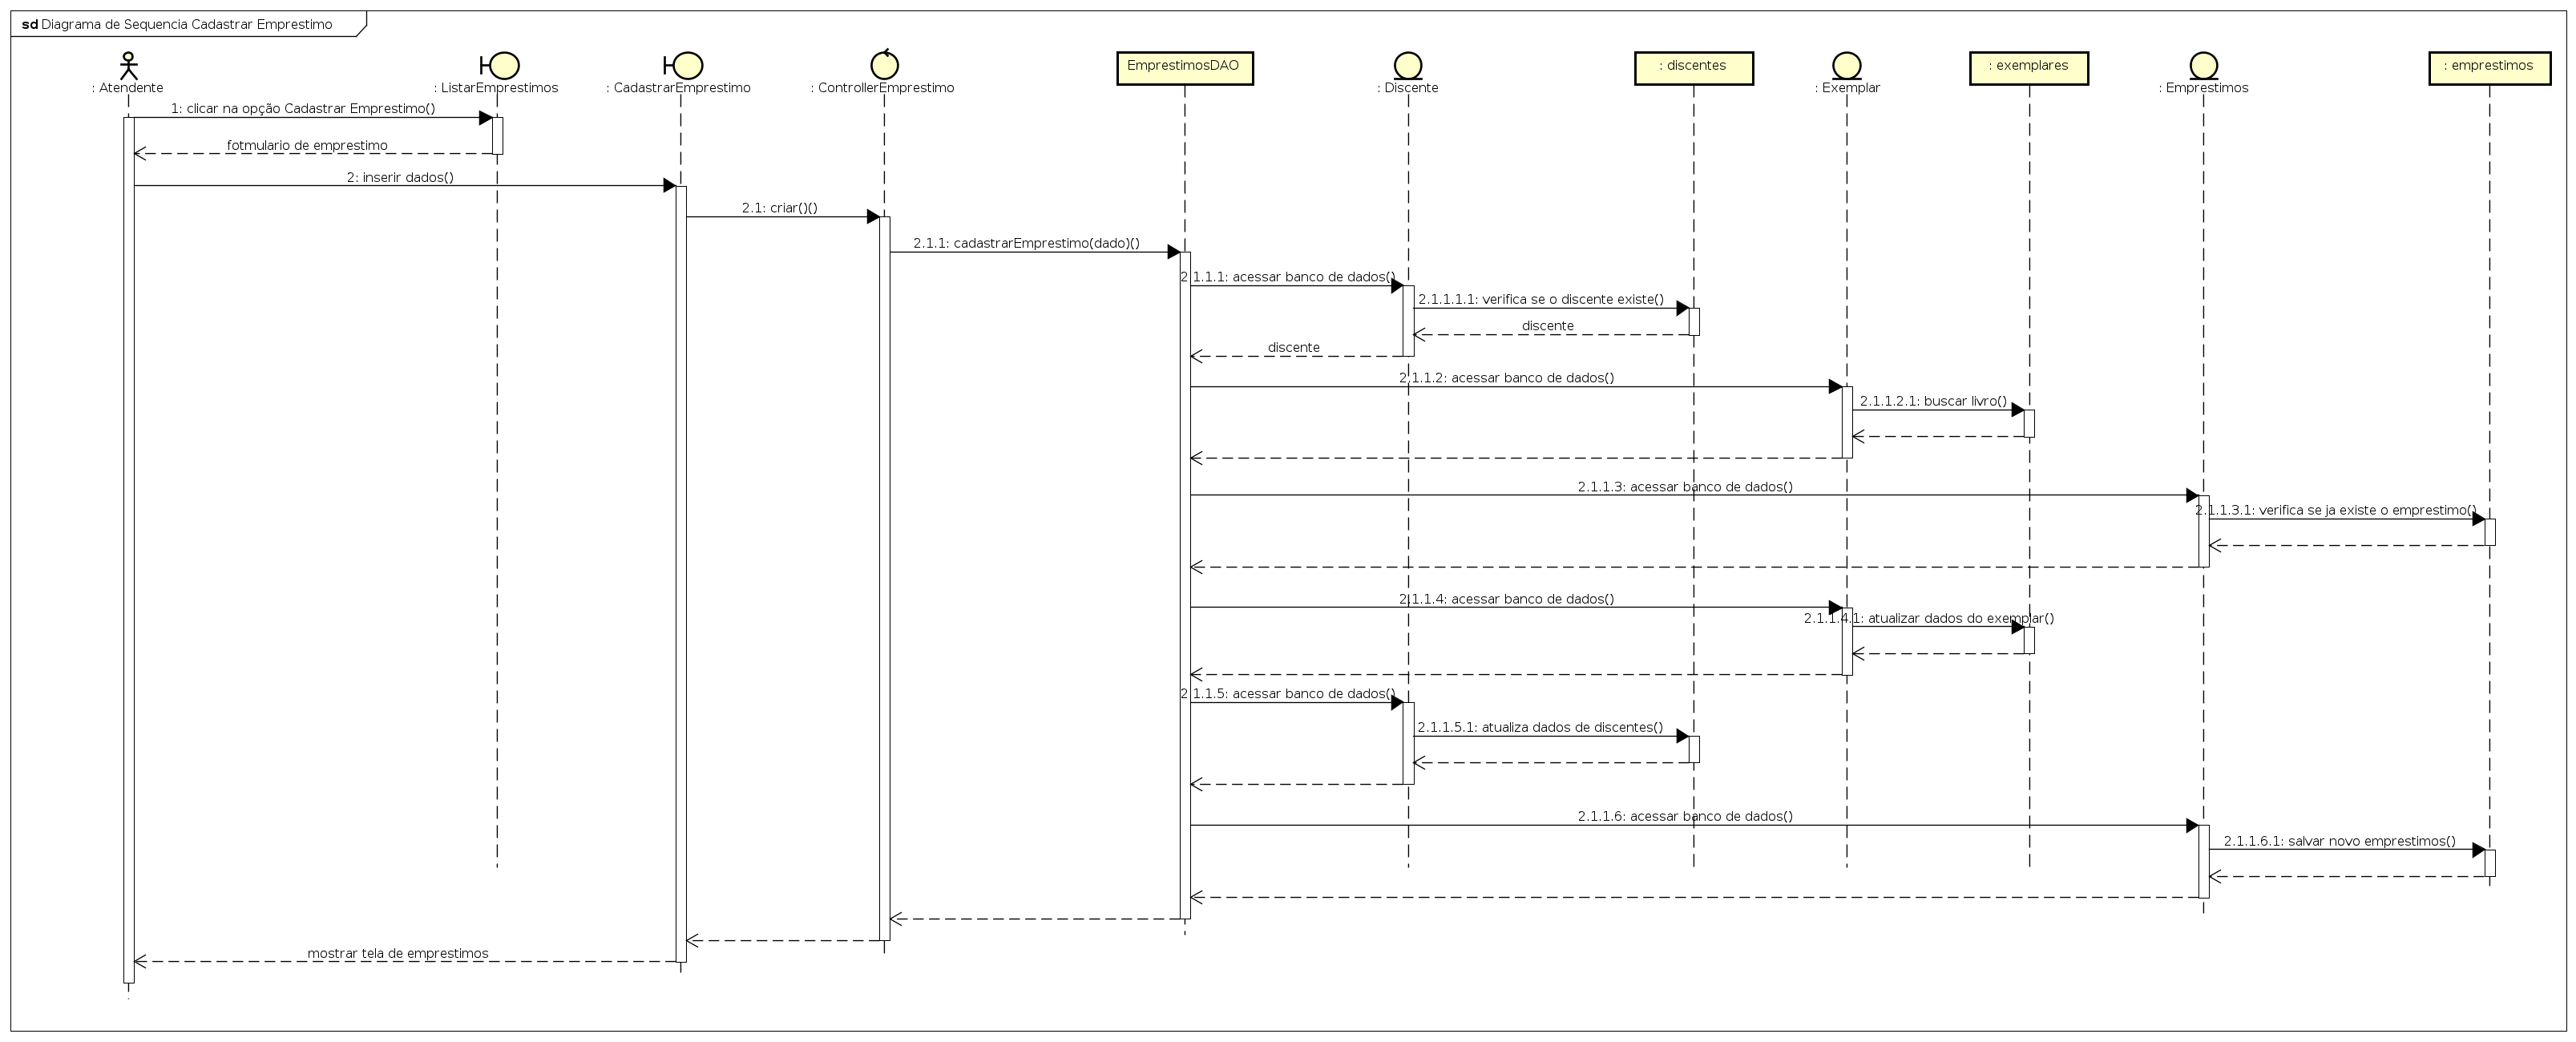 sd Diagrama de Sequencia Cadastrar Emprestimo
: Atendente
: ListarEmprestimos
: CadastrarEmprestimo
: ControllerEmprestimo
EmprestimosDAO
: Discente
: discentes
: Exemplar
: exemplares
: Emprestimos
: emprestimos
1: clicar na opção Cadastrar Emprestimo()
fotmulario de emprestimo
2: inserir dados()
2.1: criar()()
2.1.1: cadastrarEmprestimo(dado)()
2.1.1.1: acessar banco de dados()
2.1.1.1.1: verifica se o discente existe()
discente
discente
2.1.1.2: acessar banco de dados()
2.1.1.2.1: buscar livro()
2.1.1.3: acessar banco de dados()
2.1.1.3.1: verifica se ja existe o emprestimo()
2.1.1.4: acessar banco de dados()
2.1.1.4.1: atualizar dados do exemplar()
2.1.1.5: acessar banco de dados()
2.1.1.5.1: atualiza dados de discentes()
2.1.1.6: acessar banco de dados()
2.1.1.6.1: salvar novo emprestimos()
mostrar tela de emprestimos